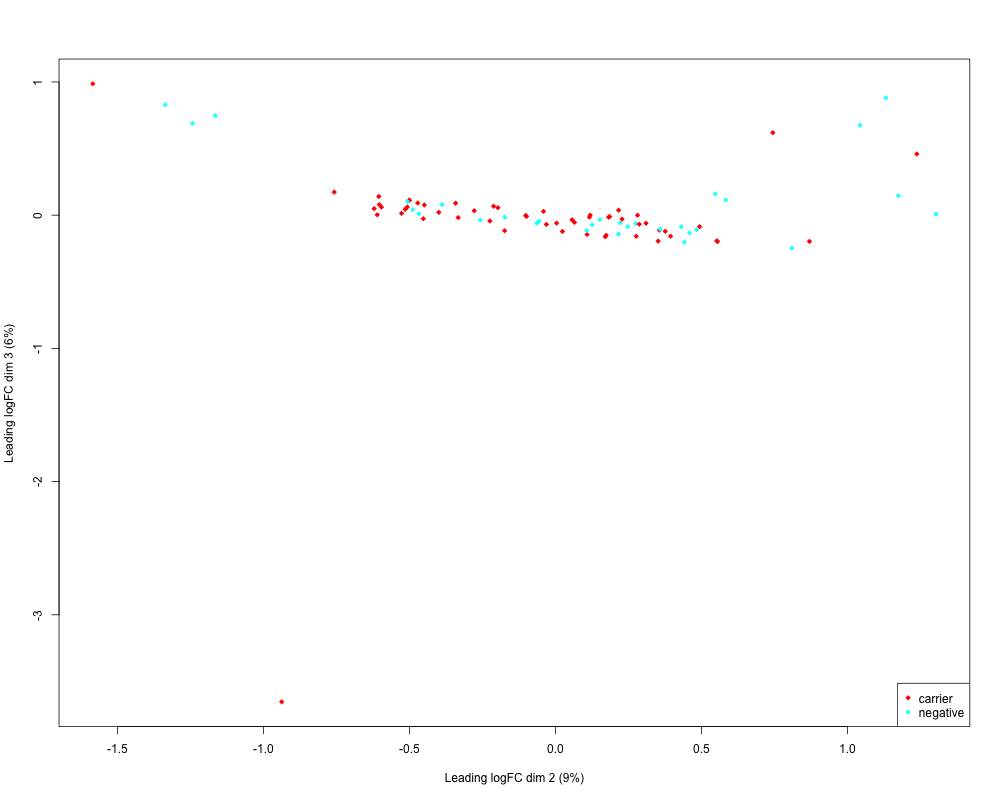 1
0
-1
-2
-3
Leading logFC dim 3 (6%)
-1.5 -1.0 -0.5 0.0 0.5 1.0
Leading logFC dim 2 (9%)
carrier
negative